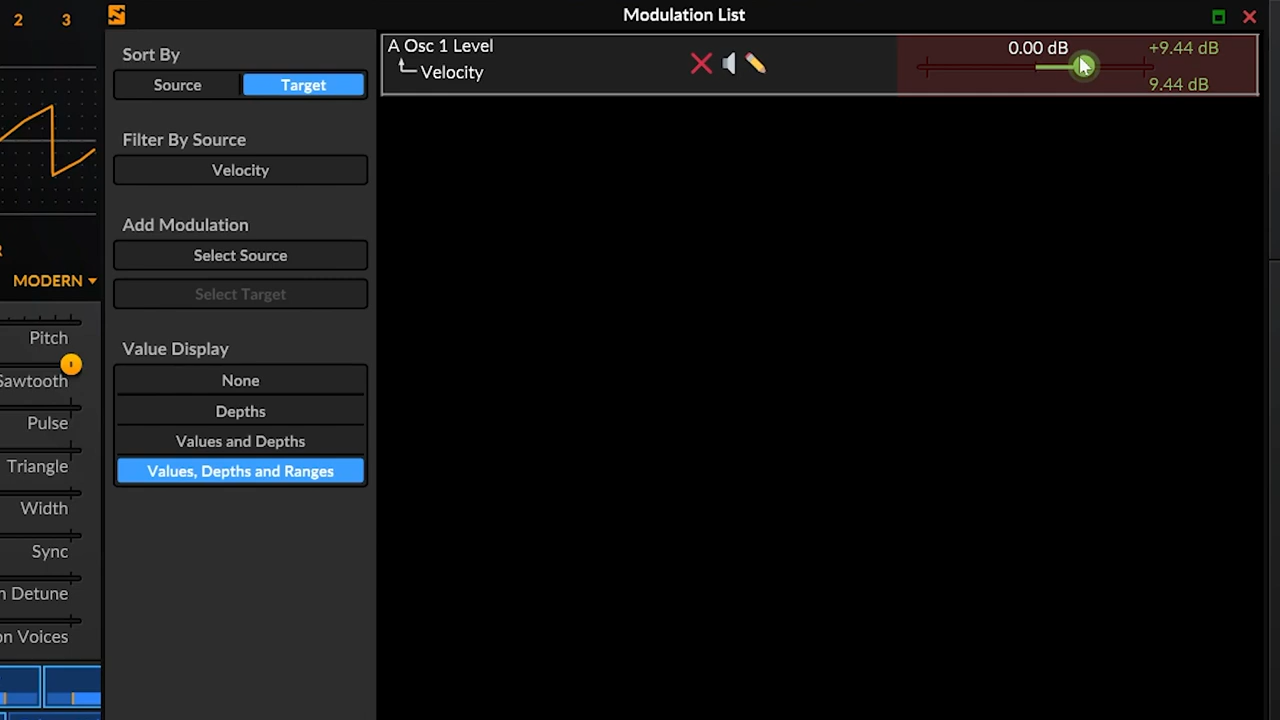 2 3
Modulation List
Sort By
Source Target
Filter By Source
Velocity
Add Modulation
Select Source
Select Target
Value Display
None
Depths
Values and Depths
Values, Depths and Ranges
A Osc 1 Level
Velocity
0.00 dB
+9.44 dB
9.44 dB
R
MODERN
Pitch
Sawtooth
Pulse
Triangle
Width
Sync
n Detune
on Voices